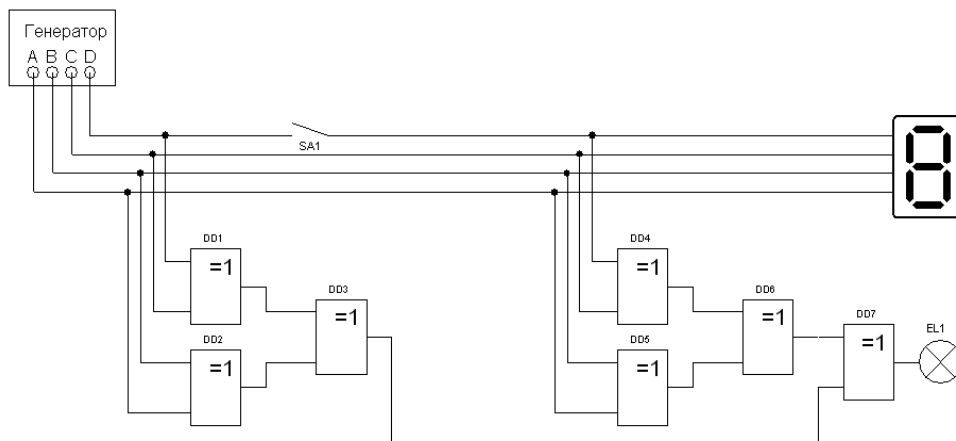 Генератор
A B C D
SA1
DD1
=1
DD2
=1
DD3
=1
DD4
=1
DD5
=1
DD6
=1
DD7
=1
EL1